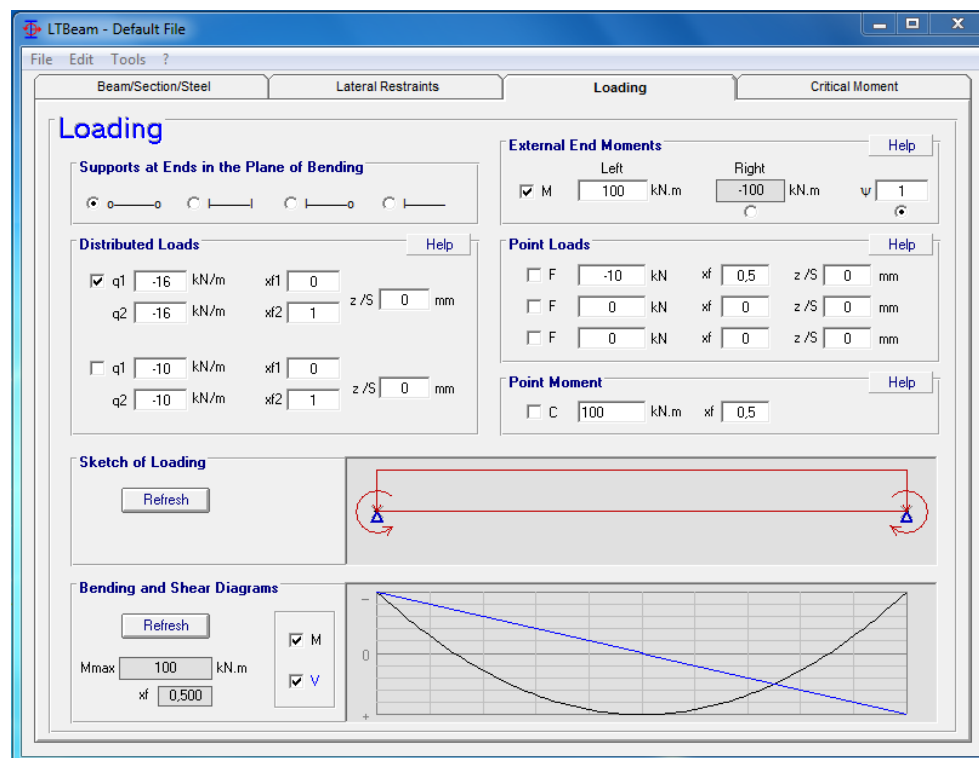 LTBeam - Default File
File Edit Tools ?
Beam/Section/Steel Lateral Restraints Loading Critical Moment
Loading
Supports at Ends in the Plane of Bending
External End Moments Help
Left Right
M 100 kN.m -100 kN.m ψ 1
Distributed Loads Help
q1 -16 kN/m xf1 0
q2 -16 kN/m xf2 1
z /S 0 mm
q1 -10 kN/m xf1 0
q2 -10 kN/m xf2 1
z /S 0 mm
Point Loads Help
F -10 kN xf 0,5 z /S 0 mm
F 0 kN xf 0 z /S 0 mm
F 0 kN xf 0 z /S 0 mm
Point Moment Help
C 100 kN.m xf 0,5
Sketch of Loading
Refresh
Bending and Shear Diagrams
Refresh
M
V
Mmax 100 kN.m
xf 0,500
–
0
+